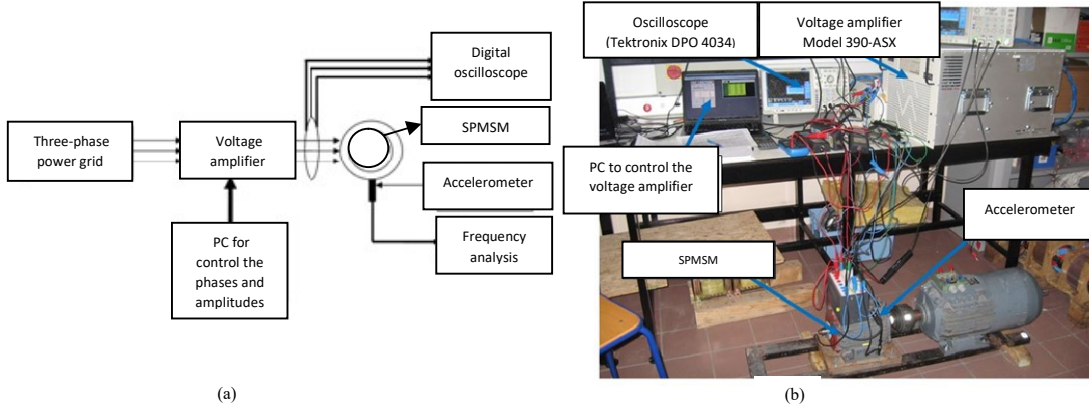 Digital
oscilloscope
SPMSM
Three-phase
power grid
Voltage
amplifier
Accelerometer
PC for
control the
phases and
amplitudes
Frequency
analysis
(a)
Oscilloscope
(Tektronix DPO 4034)
Voltage amplifier
Model 390-ASX
PC to control the
voltage amplifier
Accelerometer
SPMSM
(b)